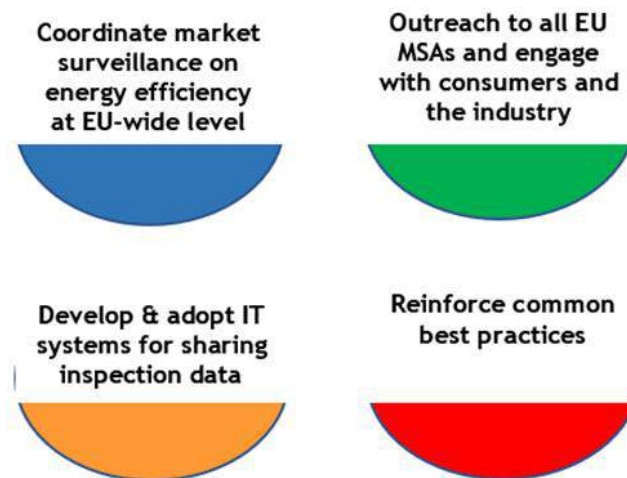 Coordinate market
surveillance on
energy efficiency
at EU-wide level
Outreach to all EU
MSAs and engage
with consumers and
the industry
Develop & adopt IT
systems for sharing
inspection data
Reinforce common
best practices